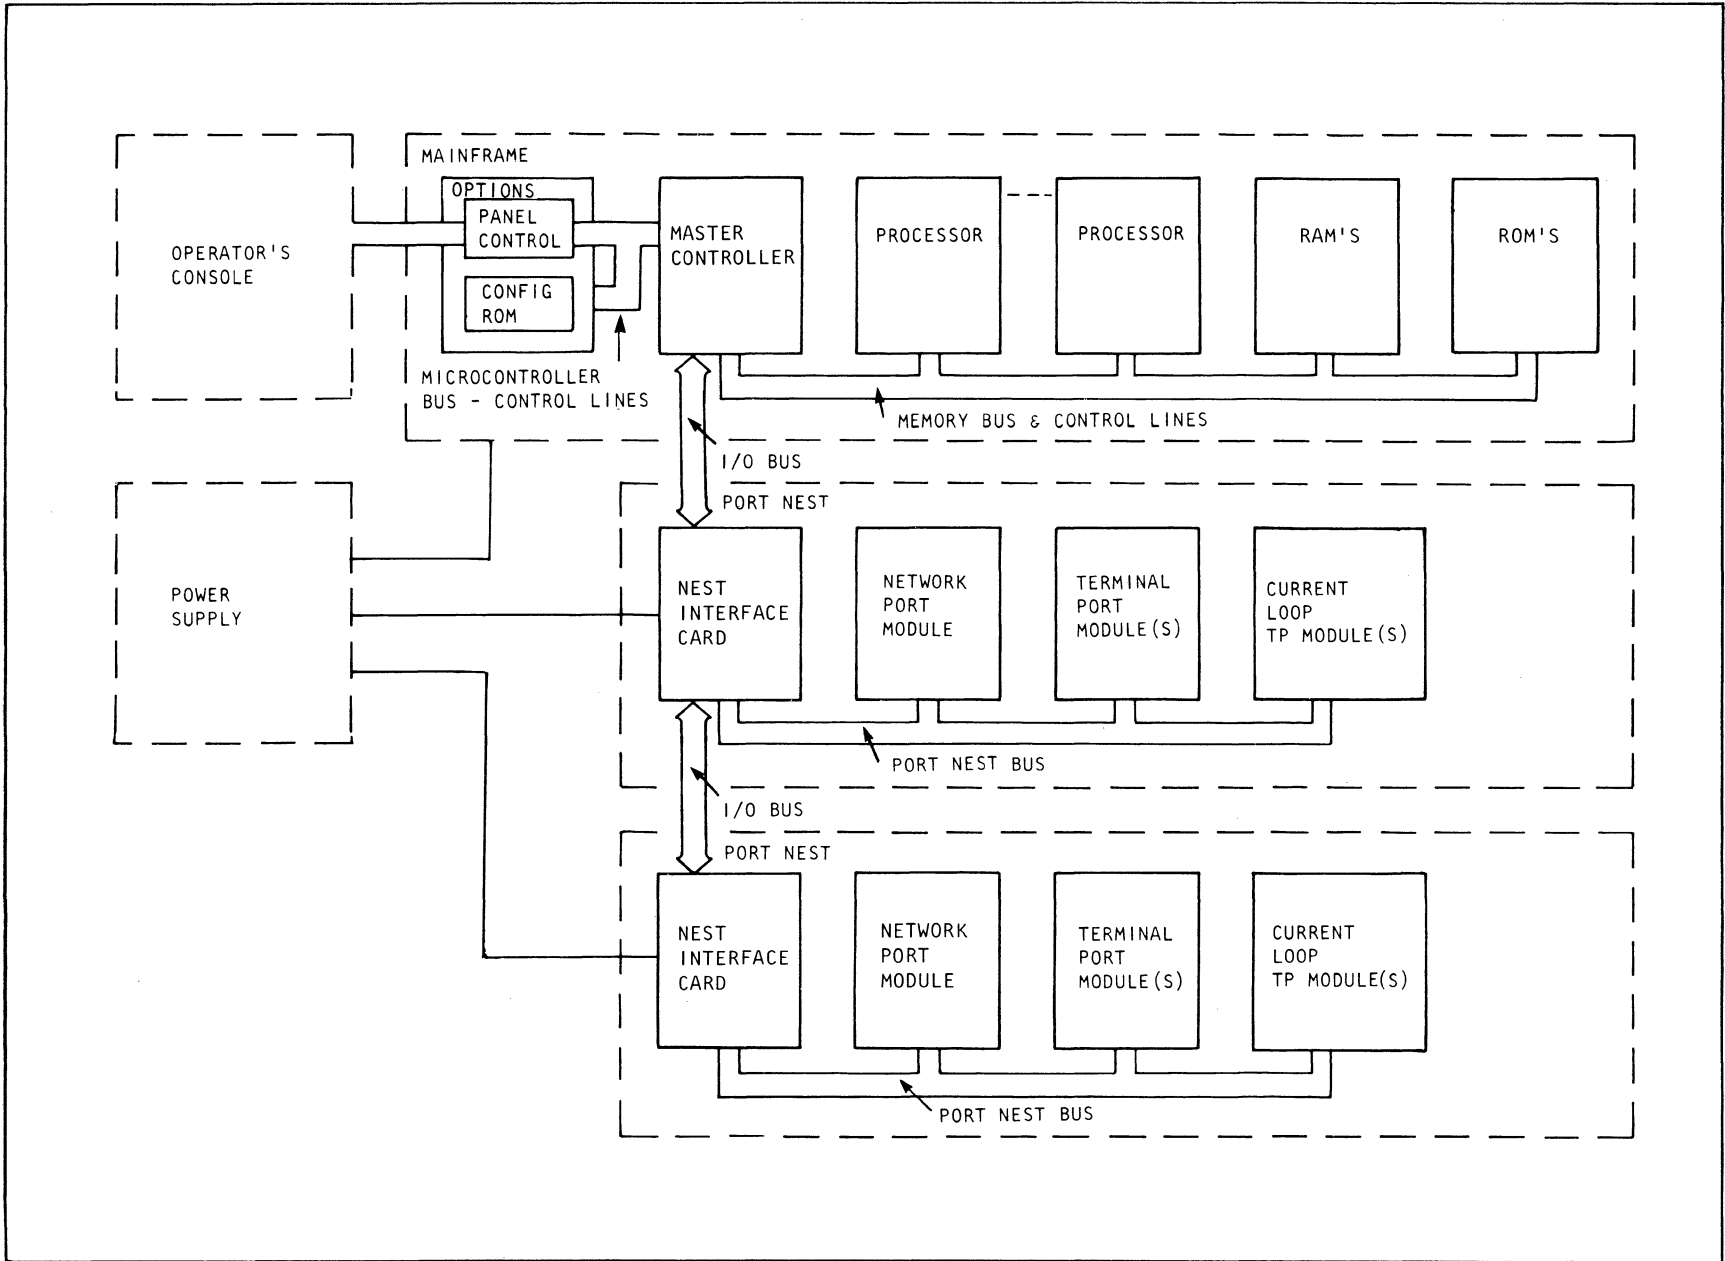 MAINFRAME
OPTIONS
PANEL
CONTROL
CONFIG
ROM
OPERATOR'S
CONSOLE
MASTER
CONTROLLER
PROCESSOR
PROCESSOR
RAM'S
ROM'S
MICROCONTROLLER
BUS - CONTROL LINES
MEMORY BUS & CONTROL LINES
I/O BUS
PORT NEST
POWER
SUPPLY
NEST
INTERFACE
CARD
NETWORK
PORT
MODULE
TERMINAL
PORT
MODULE(S)
CURRENT
LOOP
TP MODULE(S)
PORT NEST BUS
I/O BUS
PORT NEST
NEST
INTERFACE
CARD
NETWORK
PORT
MODULE
TERMINAL
PORT
MODULE(S)
CURRENT
LOOP
TP MODULE(S)
PORT NEST BUS